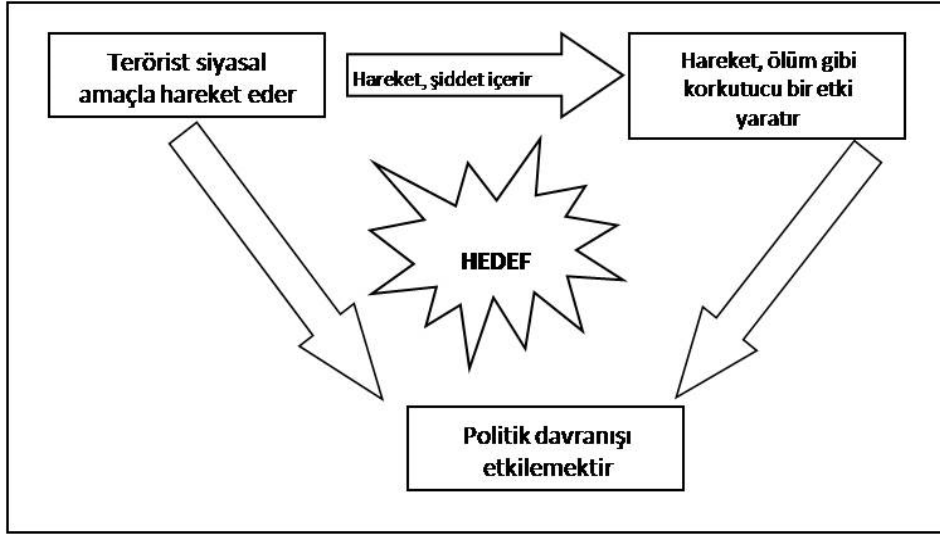 Terörist siyasal
amaçla hareket eder
Hareket, şiddet içerir
Hareket, ölüm gibi
korkutucu bir etki
yaratır
HEDEF
Politik davranışı
etkilemektir